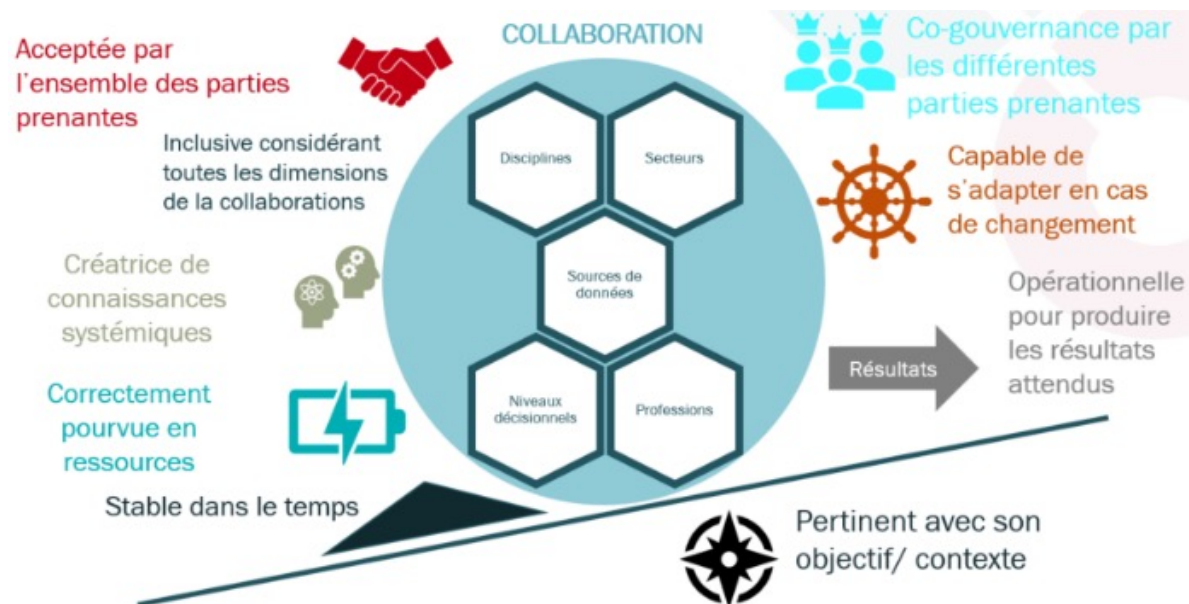 COLLABORATION
Acceptée par
l'ensemble des parties
prenantes
Inclusive considérant
toutes les dimensions
de la collaborations
Créatrice de
connaissances
systémiques
Correctement
pourvue en
ressources
Stable dans le temps
Disciplines
Secteurs
Sources de
données
Niveaux
décisionnels
Professions
Co-gouvernance par
les différentes
parties prenantes
Capable de
s'adapter en cas
de changement
Opérationnelle
pour produire
les résultats
attendus
Résultats
Pertinent avec son
objectif/ contexte